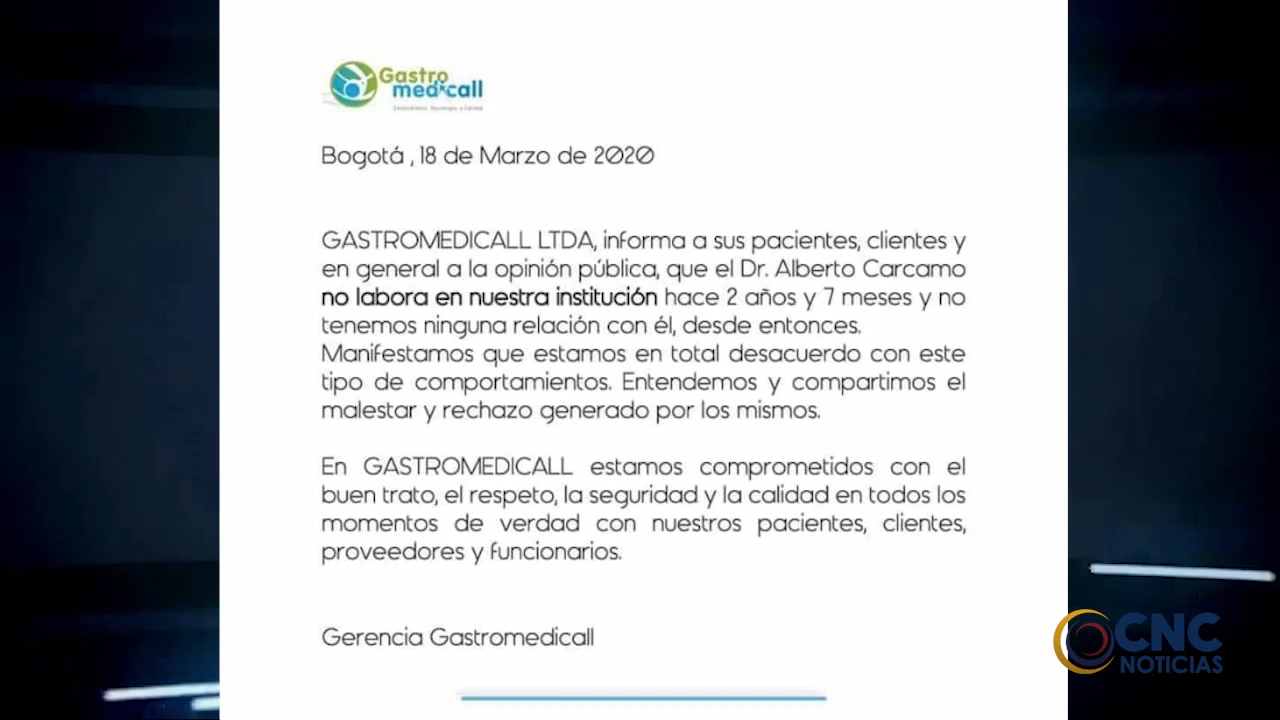 Gastro
medicall
Bogotá , 18 de Marzo de 2020
GASTROMEDICALL LTDA, informa a sus pacientes, clientes y
en general a la opinión pública, que el Dr. Alberto Carcamo
no labora en nuestra institución hace 2 años y 7 meses y no
tenemos ninguna relación con él, desde entonces.
Manifestamos que estamos en total desacuerdo con este
tipo de comportamientos. Entendemos y compartimos el
malestar y rechazo generado por los mismos.
En GASTROMEDICALL estamos comprometidos con el
buen trato, el respeto, la seguridad y la calidad en todos los
momentos de verdad con nuestros pacientes, clientes,
proveedores y funcionarios.
Gerencia Gastromedicall
CNC
NOTICIAS